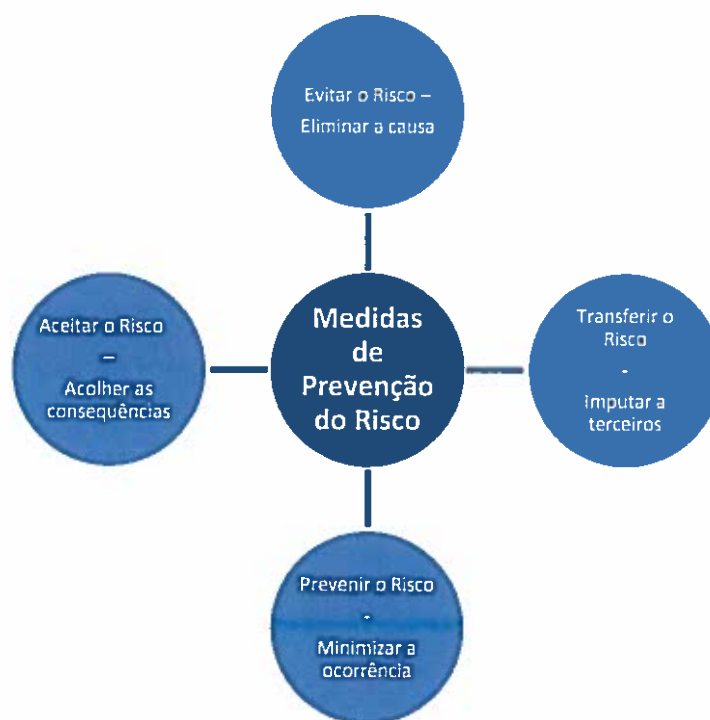 Evitar o Risco –
Eliminar a causa
Aceitar o Risco
–
Acolher as
consequências
Medidas
de
Prevenção
do Risco
Transferir o
Risco
-
Imputar a
terceiros
Prevenir o Risco
-
Minimizar a
ocorrência